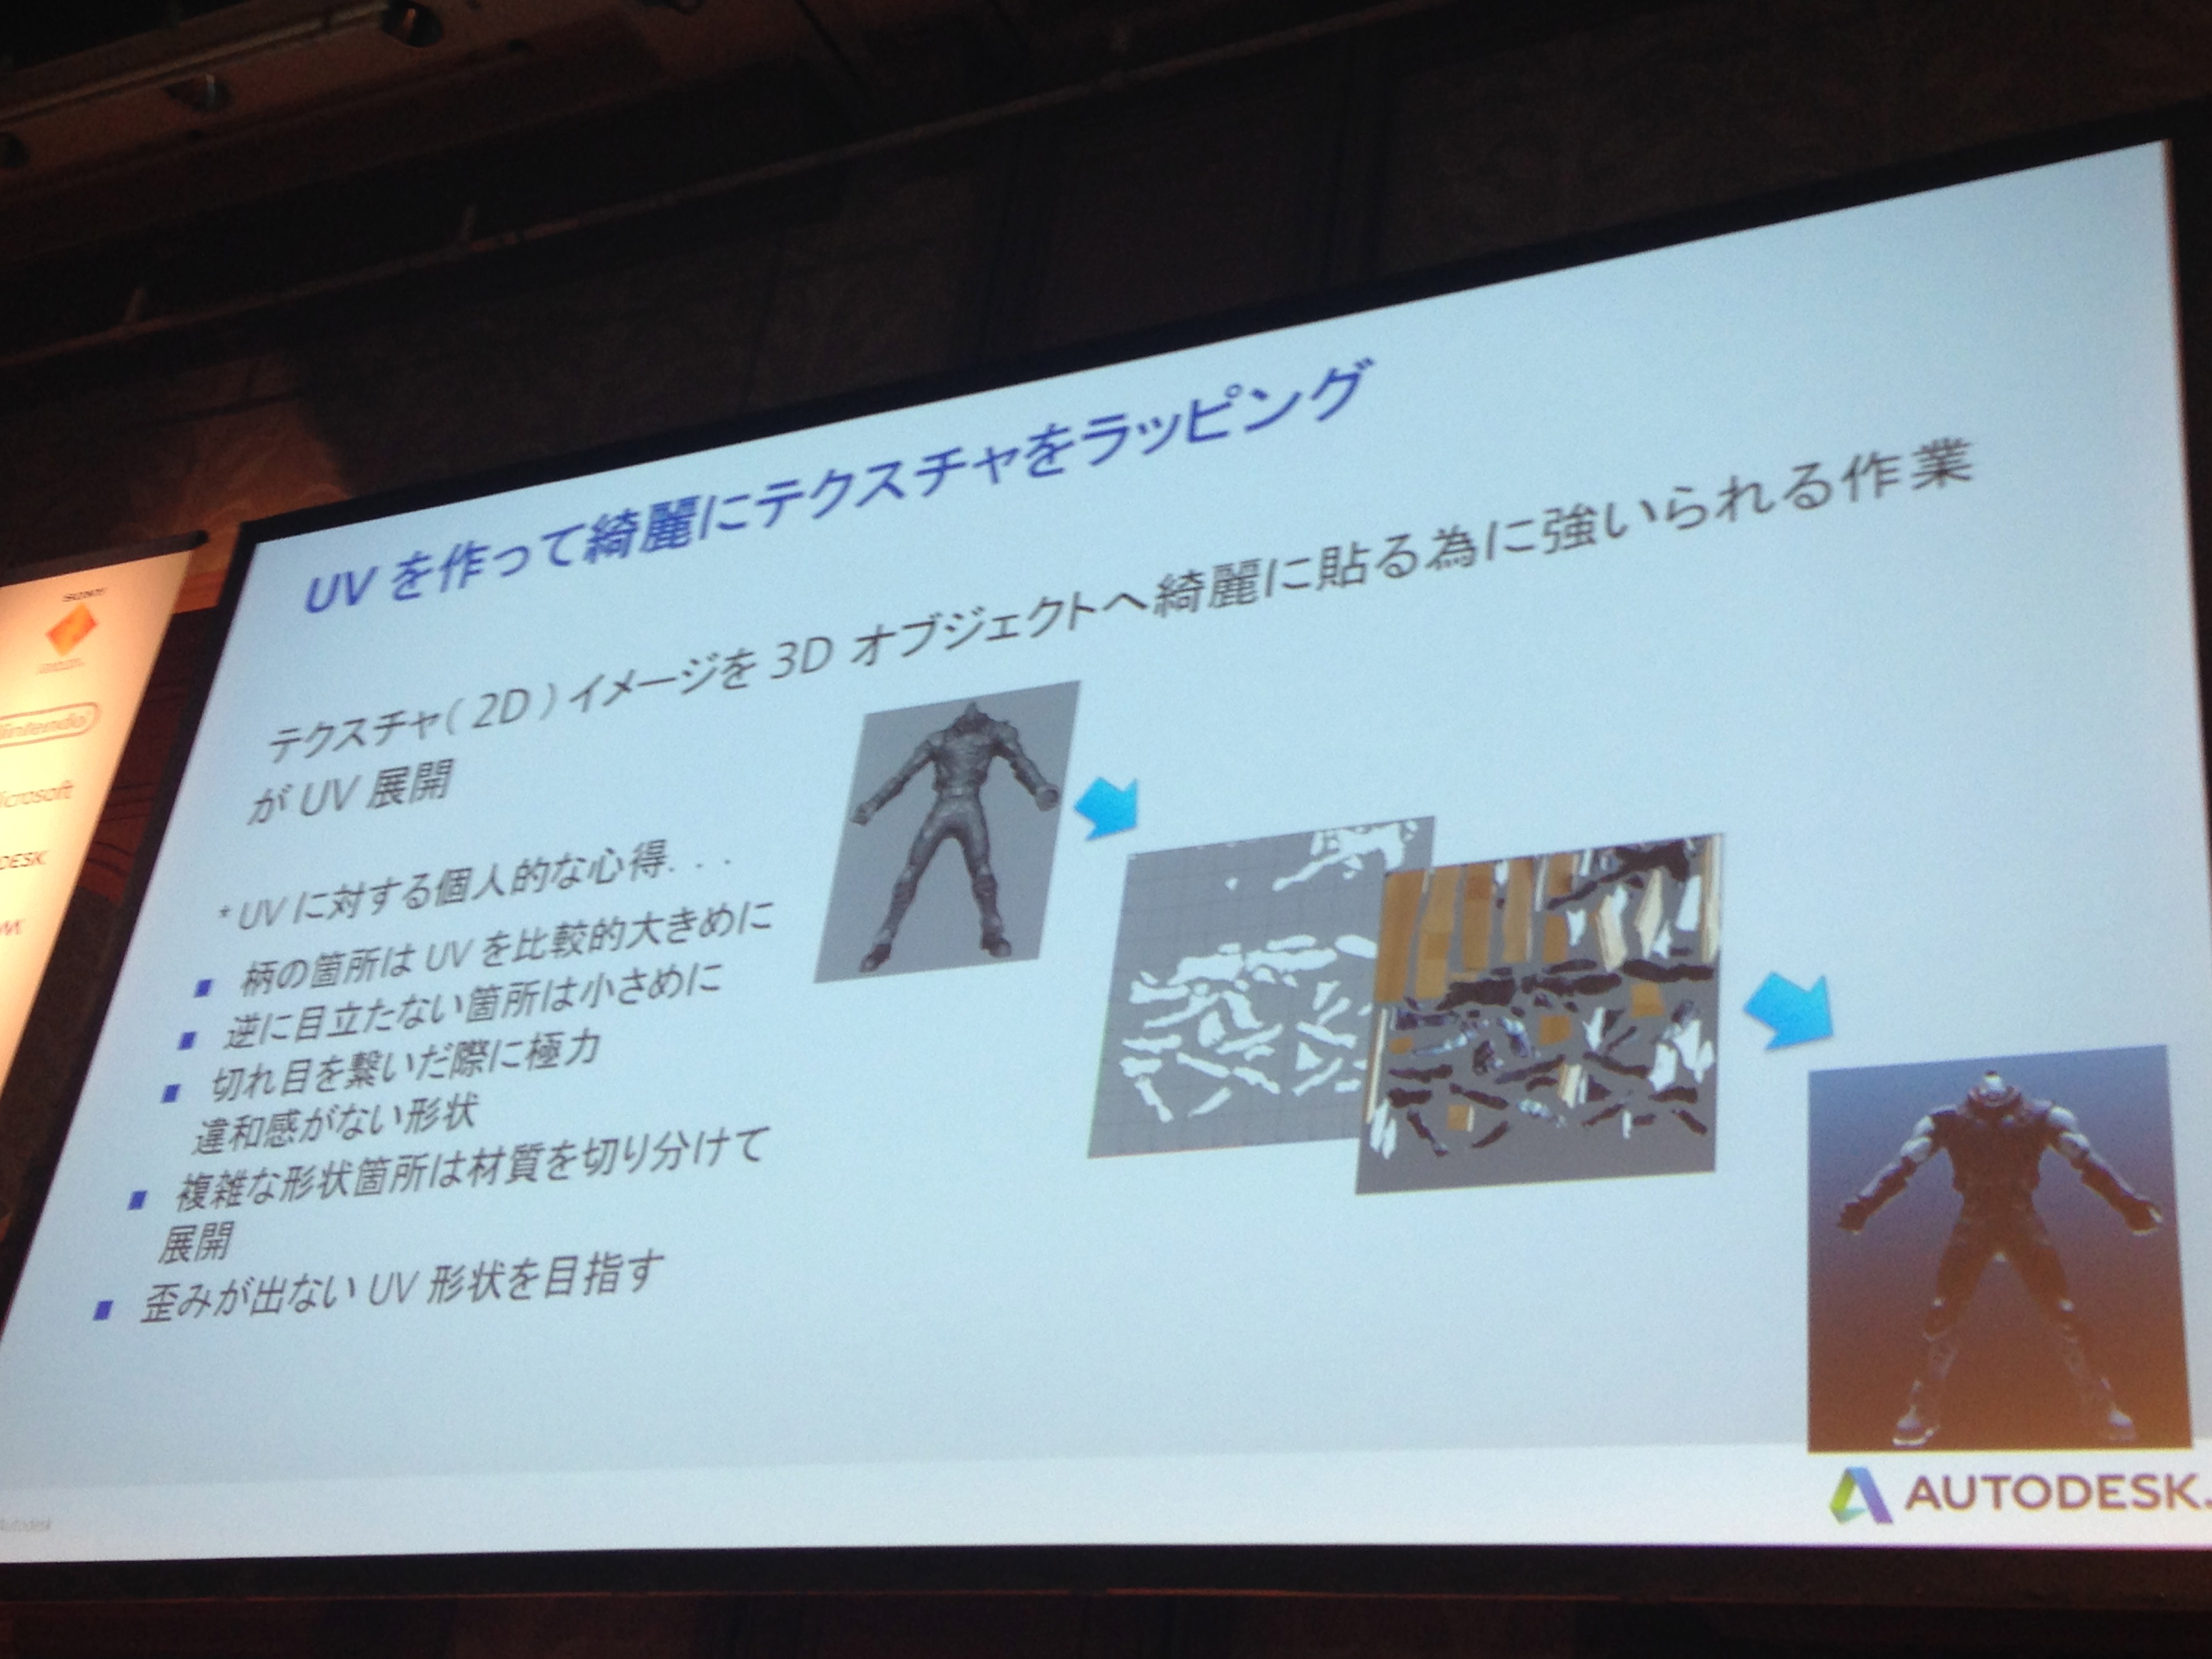 UV を作って綺麗にテクスチャをラッピング
テクスチャ( 2D ) イメージを 3D オブジェクトへ綺麗に貼る為に強いられる作業
が UV 展開
* UV に対する個人的な心得. . .
■ 柄の箇所は UV を比較的大きめに
■ 逆に目立たない箇所は小さめに
■ 切れ目を繋いだ際に極力
違和感がない形状
■ 複雑な形状箇所は材質を切り分けて
展開
■ 歪みが出ない UV 形状を目指す
AUTODESK.
Autodesk
SONY
Nintendo
icrosoft
DESK.